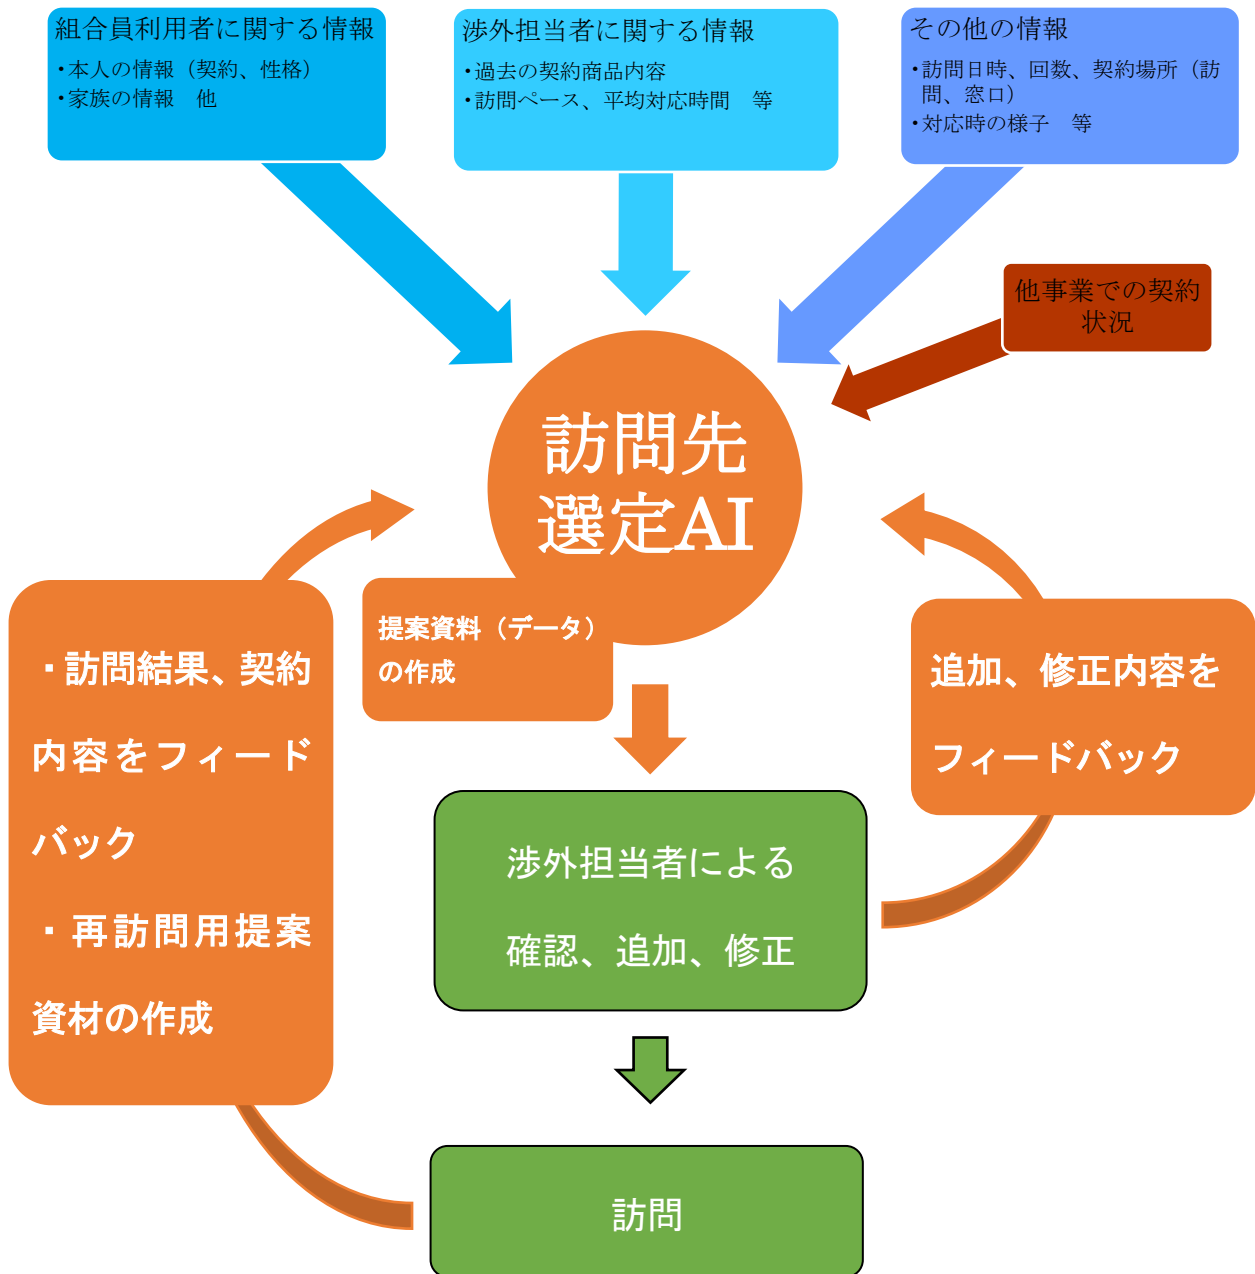 組合員利用者に関する情報
・本人の情報（契約、性格）
・家族の情報　他
渉外担当者に関する情報
・過去の契約商品内容
・訪問ペース、平均対応時間　等
その他の情報
・訪問日時、回数、契約場所（訪
問、窓口）
・対応時の様子　等
他事業での契約
状況
訪問先
選定AI
提案資料（データ）
の作成
・訪問結果、契約
内容をフィード
バック
・再訪問用提案
資材の作成
追加、修正内容を
フィードバック
渉外担当者による
確認、追加、修正
訪問